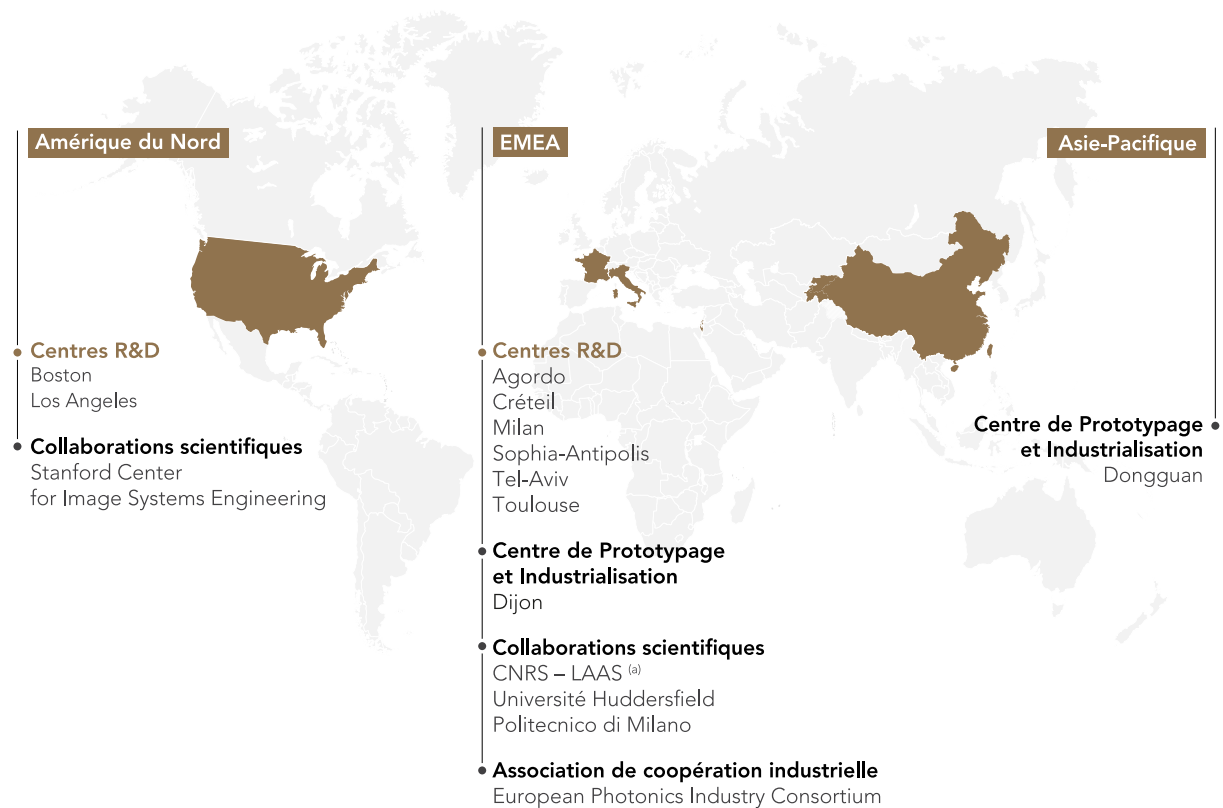 Amérique du Nord
Centres R&D
Boston
Los Angeles
Collaborations scientifiques
Stanford Center
for Image Systems Engineering
EMEA
Centres R&D
Agordo
Créteil
Milan
Sophia-Antipolis
Tel-Aviv
Toulouse
Centre de Prototypage
et Industrialisation
Dijon
Collaborations scientifiques
CNRS – LAAS (a)
Université Huddersfield
Politecnico di Milano
Association de coopération industrielle
European Photonics Industry Consortium
Asie-Pacifique
Centre de Prototypage
et Industrialisation
Dongguan